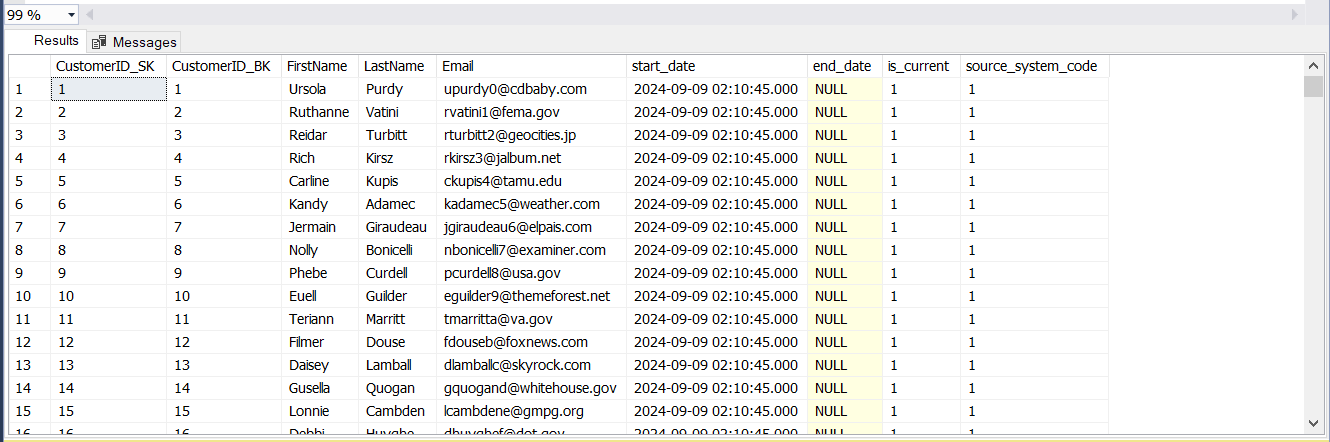 99 %
Results Messages
CustomerID_SK CustomerID_BK FirstName LastName Email start_date end_date is_current source_system_code
1 1 1 Ursola Purdy upurdy0@cdbaby.com 2024-09-09 02:10:45.000 NULL 1 1
2 2 2 Ruthanne Vatini rvatini1@fema.gov 2024-09-09 02:10:45.000 NULL 1 1
3 3 3 Reidar Turbitt rturbitt2@geocities.jp 2024-09-09 02:10:45.000 NULL 1 1
4 4 4 Rich Kirsz rkirsz3@jalbum.net 2024-09-09 02:10:45.000 NULL 1 1
5 5 5 Carline Kupis ckupis4@tamu.edu 2024-09-09 02:10:45.000 NULL 1 1
6 6 6 Kandy Adamec kadamec5@weather.com 2024-09-09 02:10:45.000 NULL 1 1
7 7 7 Jermain Giraudeau jgiraudeau6@elpais.com 2024-09-09 02:10:45.000 NULL 1 1
8 8 8 Nolly Bonicelli nbonicelli7@examiner.com 2024-09-09 02:10:45.000 NULL 1 1
9 9 9 Phebe Curdell pcurdell8@usa.gov 2024-09-09 02:10:45.000 NULL 1 1
10 10 10 Euell Guilder eguilder9@themeforest.net 2024-09-09 02:10:45.000 NULL 1 1
11 11 11 Teriann Marritt tmarritta@va.gov 2024-09-09 02:10:45.000 NULL 1 1
12 12 12 Filmer Douse fdouseb@foxnews.com 2024-09-09 02:10:45.000 NULL 1 1
13 13 13 Daisey Lamball dlamballc@skyrock.com 2024-09-09 02:10:45.000 NULL 1 1
14 14 14 Gusella Quogan gquogand@whitehouse.gov 2024-09-09 02:10:45.000 NULL 1 1
15 15 15 Lonnie Cambden lcambdene@gmpg.org 2024-09-09 02:10:45.000 NULL 1 1
16 16 16 Debbi 2024-09-09 02:10:45.000 NULL 1 1